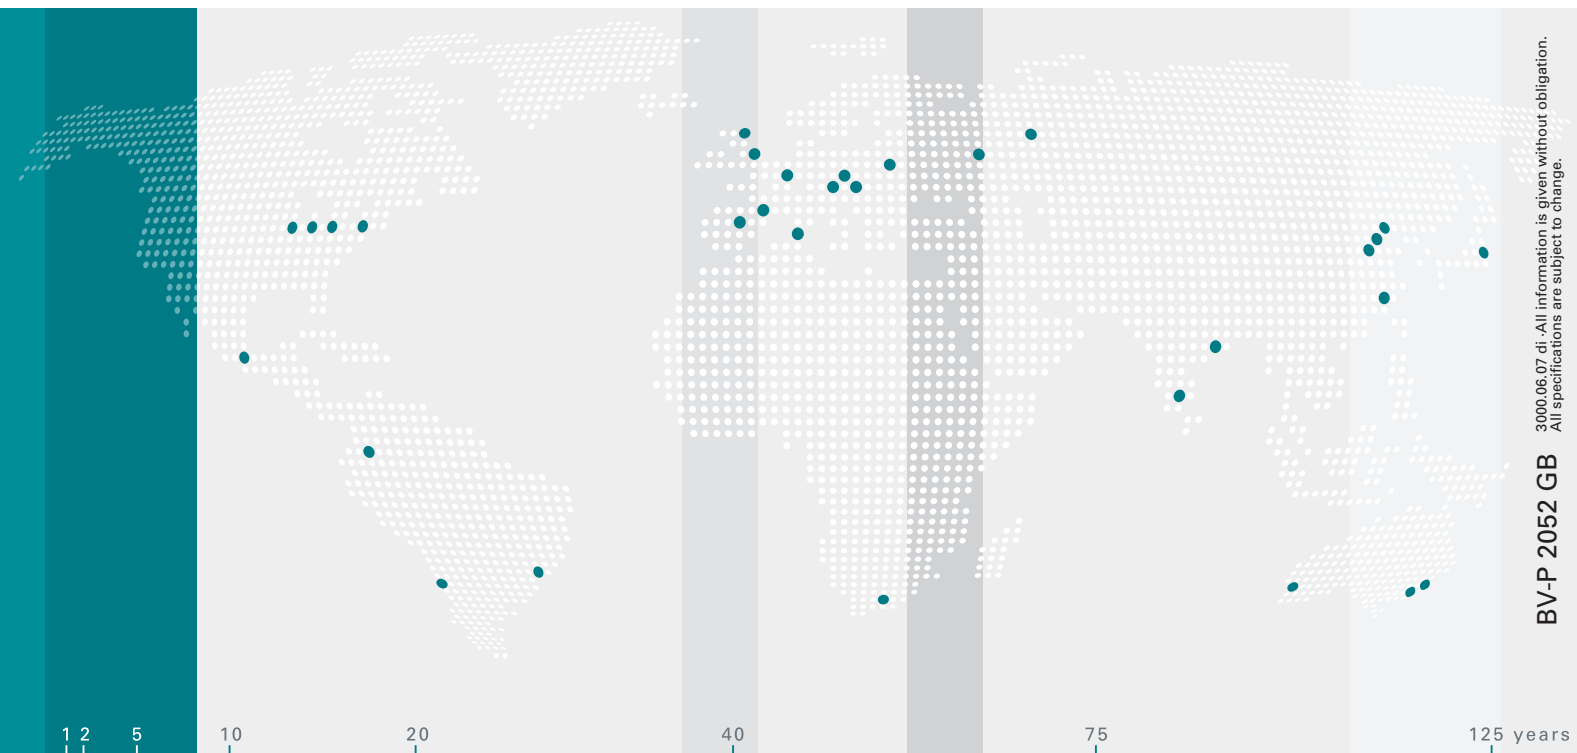 3000.06.07 di ·All information is given without obligation.
All specifications are subject to change.
BV-P 2052 GB
1 2 5 10 20 40 75 125 years